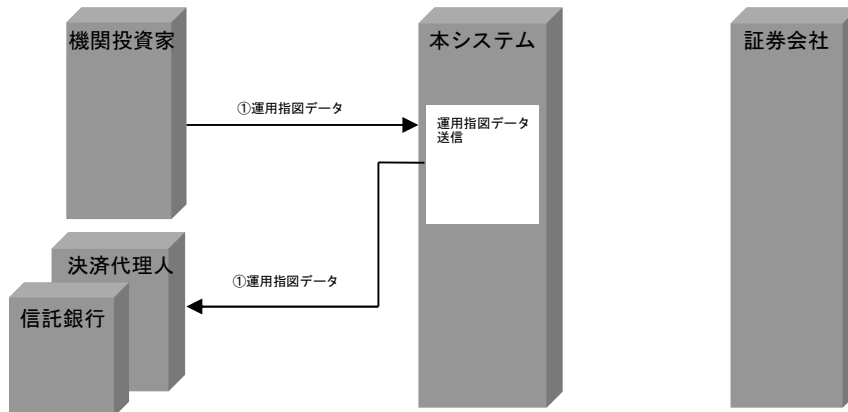 機関投資家
本システム
証券会社
①運用指図データ
運用指図データ
送信
決済代理人
①運用指図データ
信託銀行